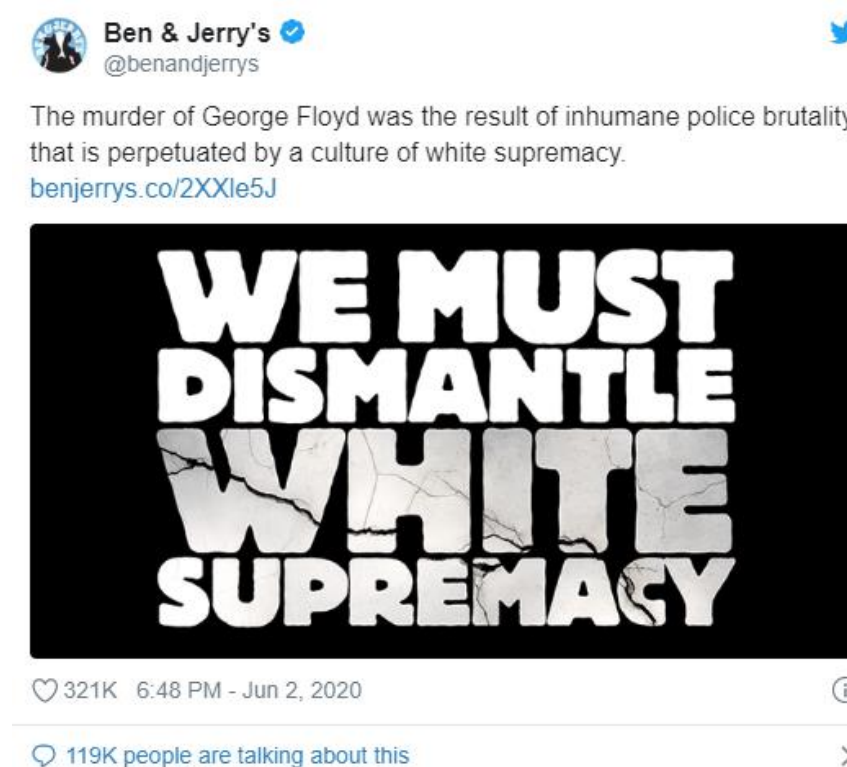 Ben & Jerry's
@benandjerrys
The murder of George Floyd was the result of inhumane police brutality
that is perpetuated by a culture of white supremacy.
benjerrys.co/2XXle5J
WE MUST
DISMANTLE
WHITE
SUPREMACY
321K 6:48 PM - Jun 2, 2020
119K people are talking about this